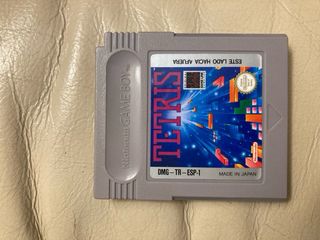 Nintendo GAME BOY
ESTE LADO HACIA AFUERA
TETRIS
DMG-TR-ESP-1
MADE IN JAPAN